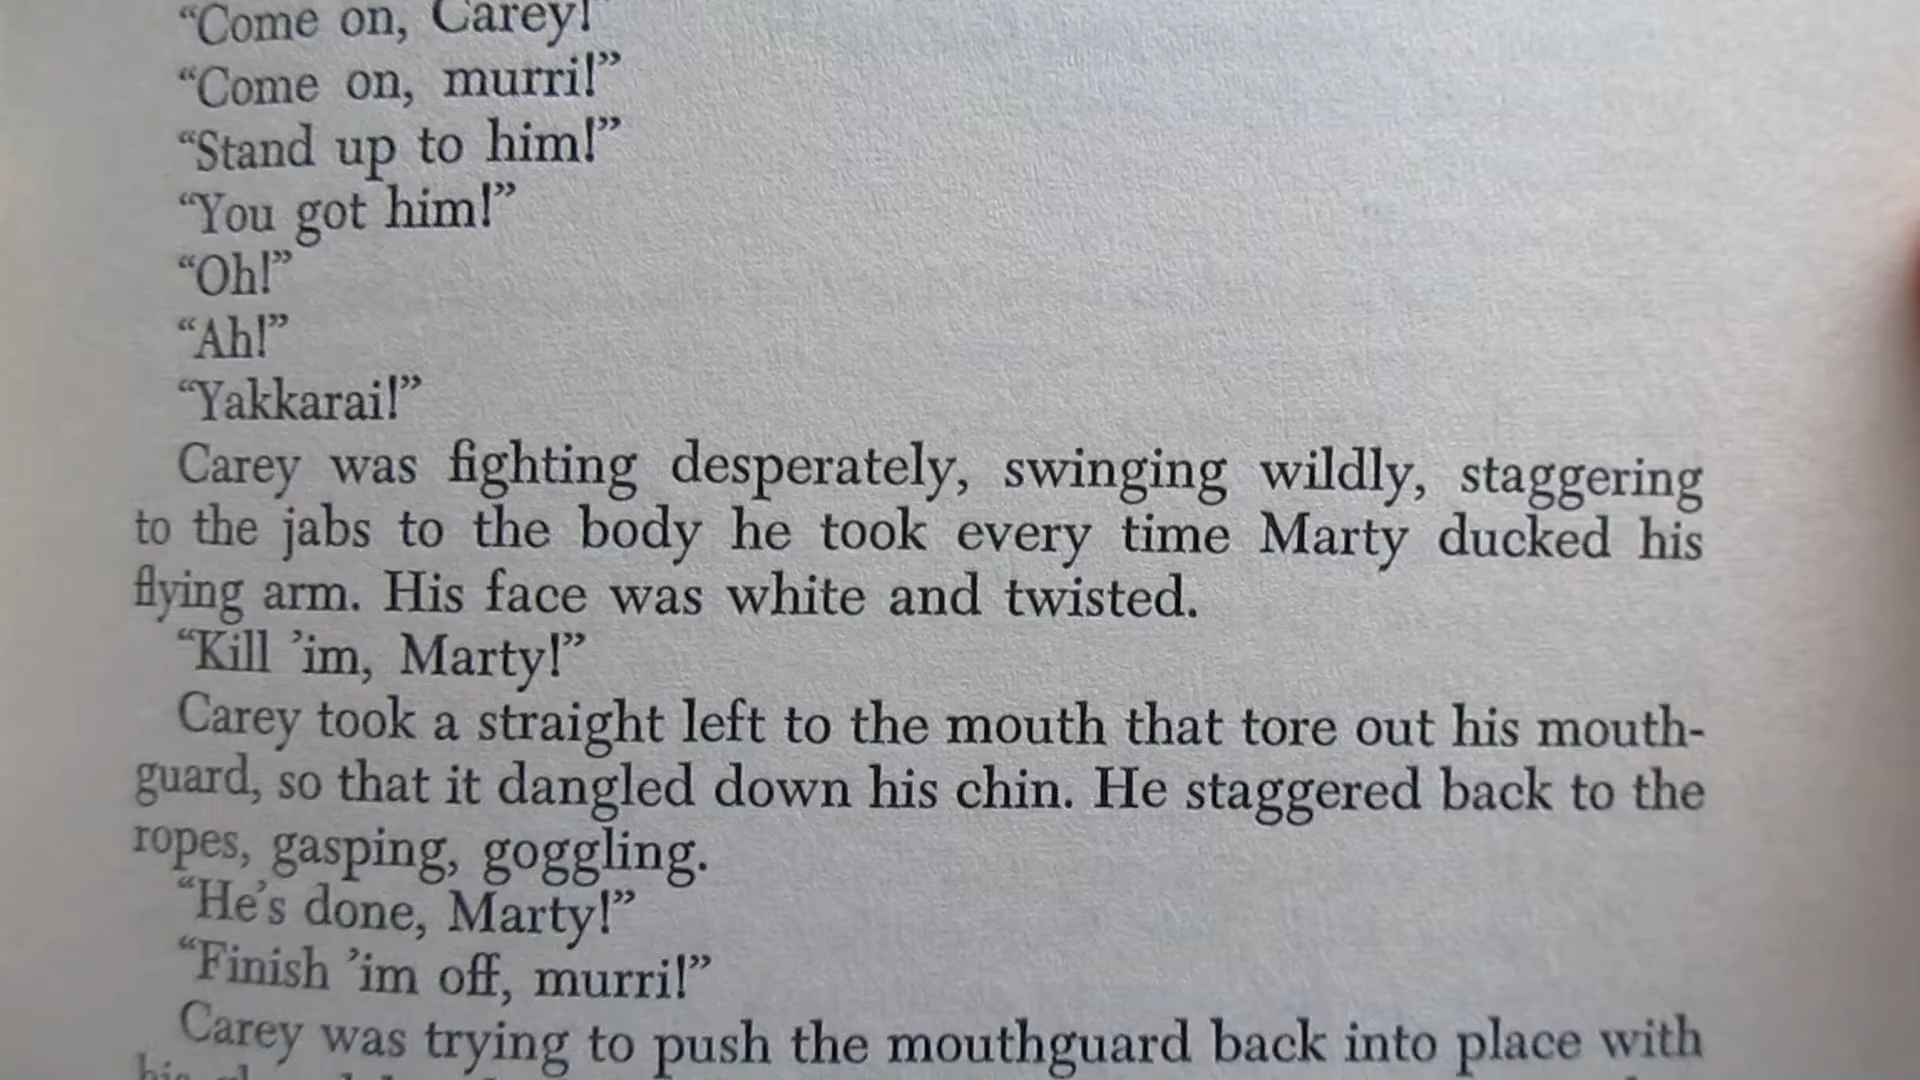 “Come on, Carey!”
“Come on, murri!”
“Stand up to him!”
“You got him!”
“Oh!”
“Ah!”
“Yakkarai!”
Carey was fighting desperately, swinging wildly, staggering
to the jabs to the body he took every time Marty ducked his
flying arm. His face was white and twisted.
“Kill ’im, Marty!”
Carey took a straight left to the mouth that tore out his mouth-
guard, so that it dangled down his chin. He staggered back to the
ropes, gasping, goggling.
“He’s done, Marty!”
“Finish ’im off, murri!”
Carey was trying to push the mouthguard back into place with
his